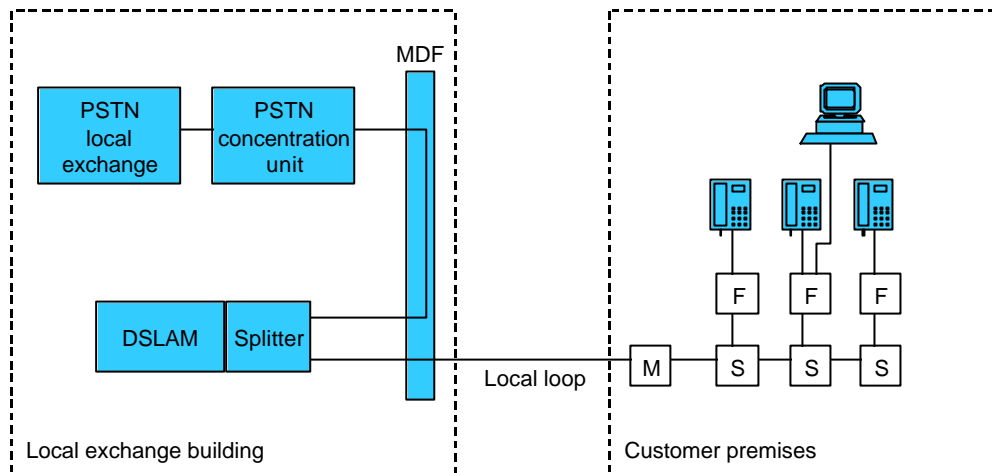 MDF
PSTN
local
exchange
PSTN
concentration
unit
F
F
F
DSLAM
Splitter
Local loop
M
S
S
S
Local exchange building
Customer premises